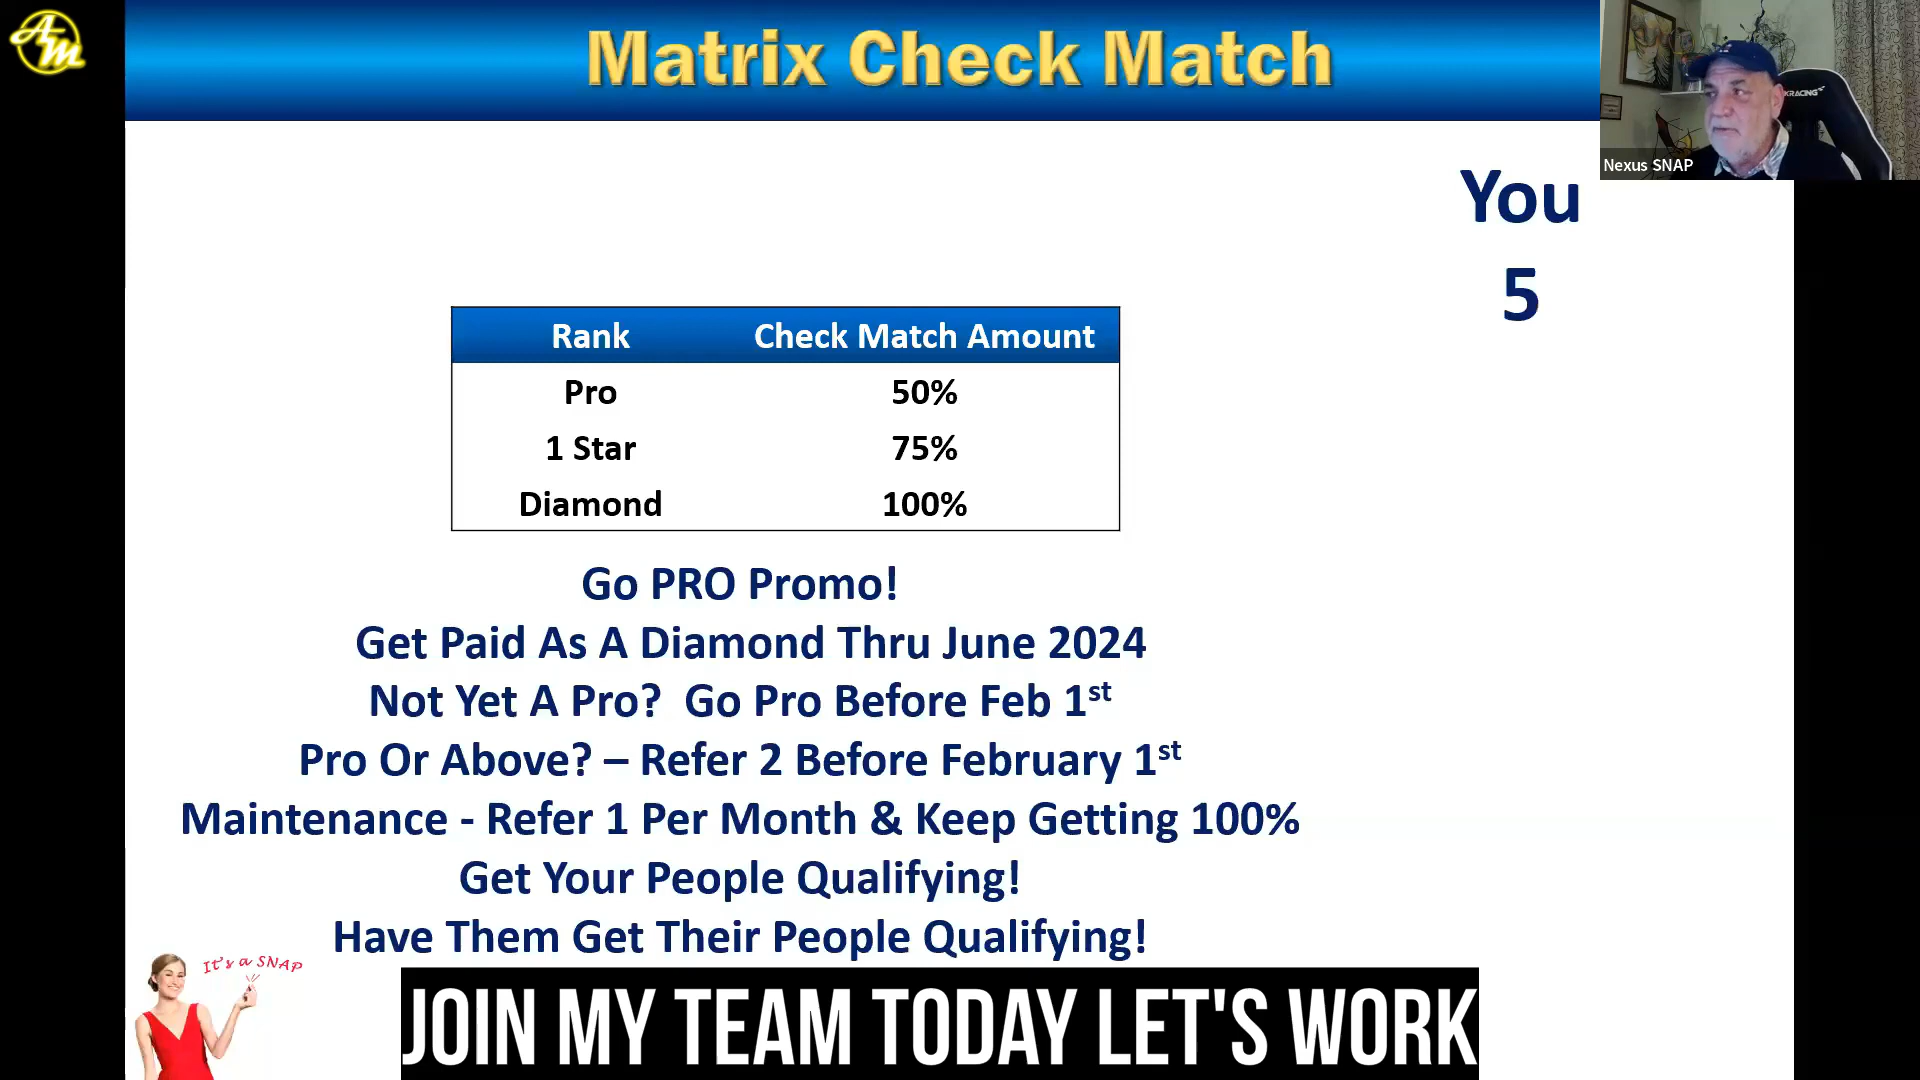 AM
Matrix Check Match
XRACING
Nexus SNAP
You
5
Rank Check Match Amount
Pro 50%
1 Star 75%
Diamond 100%
Go PRO Promo!
Get Paid As A Diamond Thru June 2024
Not Yet A Pro? Go Pro Before Feb 1st
Pro Or Above? – Refer 2 Before February 1st
Maintenance - Refer 1 Per Month & Keep Getting 100%
Get Your People Qualifying!
Have Them Get Their People Qualifying!
It's a SNAP
JOIN MY TEAM TODAY LET'S WORK